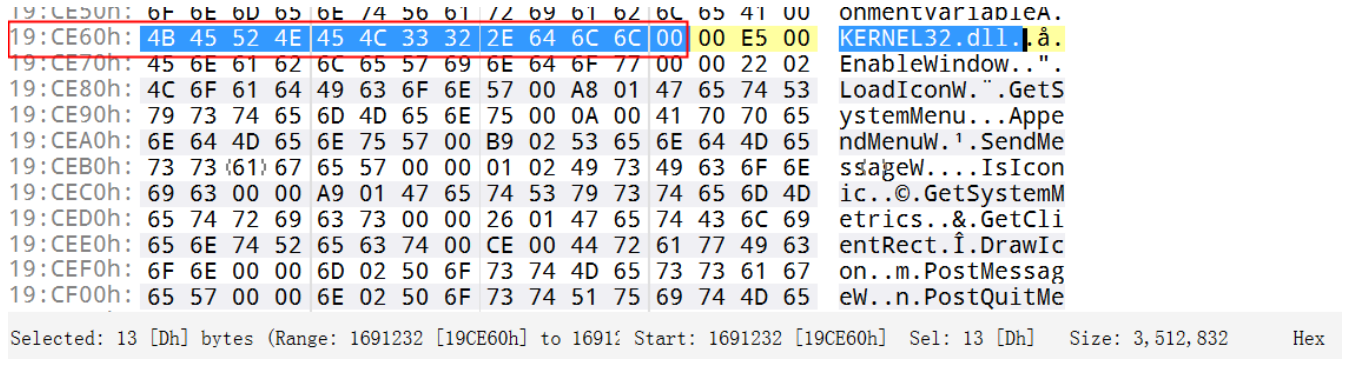 19:CE50h: 6F 6E 6D 65 6E 74 56 61 72 69 61 62 6C 65 41 00 onmentVariableA.
19:CE60h: 4B 45 52 4E 45 4C 33 32 2E 64 6C 6C 00 00 E5 00 KERNEL32.dll..å.
19:CE70h: 45 6E 61 62 6C 65 57 69 6E 64 6F 77 00 00 22 02 EnableWindow..".
19:CE80h: 4C 6F 61 64 49 63 6F 6E 57 00 A8 01 47 65 74 53 LoadIconW.¨.GetS
19:CE90h: 79 73 74 65 6D 4D 65 6E 75 00 0A 00 41 70 70 65 ystemMenu...Appe
19:CEA0h: 6E 64 4D 65 6E 75 57 00 B9 02 53 65 6E 64 4D 65 ndMenuW.¹.SendMe
19:CEB0h: 73 73 61 67 65 57 00 00 01 02 49 73 49 63 6F 6E ssageW....IsIcon
19:CEC0h: 69 63 00 00 A9 01 47 65 74 53 79 73 74 65 6D 4D ic..©.GetSystemM
19:CED0h: 65 74 72 69 63 73 00 00 26 01 47 65 74 43 6C 69 etrics..&.GetCli
19:CEE0h: 65 6E 74 52 65 63 74 00 CE 00 44 72 61 77 49 63 entRect.Î.DrawIc
19:CEF0h: 6F 6E 00 00 6D 02 50 6F 73 74 4D 65 73 73 61 67 on..m.PostMessag
19:CF00h: 65 57 00 00 6E 02 50 6F 73 74 51 75 69 74 4D 65 eW..n.PostQuitMe
Selected: 13 [Dh] bytes (Range: 1691232 [19CE60h] to 1691 Start: 1691232 [19CE60h] Sel: 13 [Dh] Size: 3,512,832 Hex